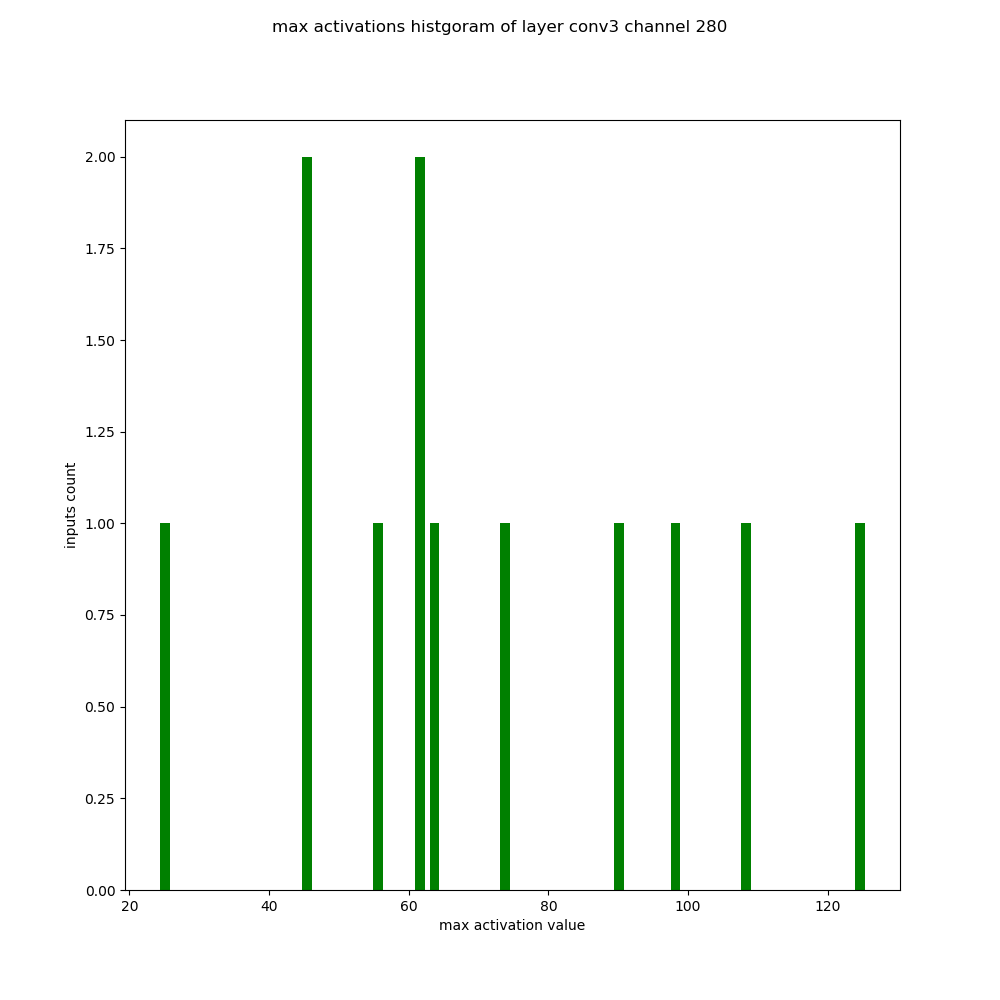 max activations histgoram of layer conv3 channel 280
2.00
1.75
1.50
1.25
1.00
0.75
0.50
0.25
0.00
inputs count
20 40 60 80 100 120
max activation value